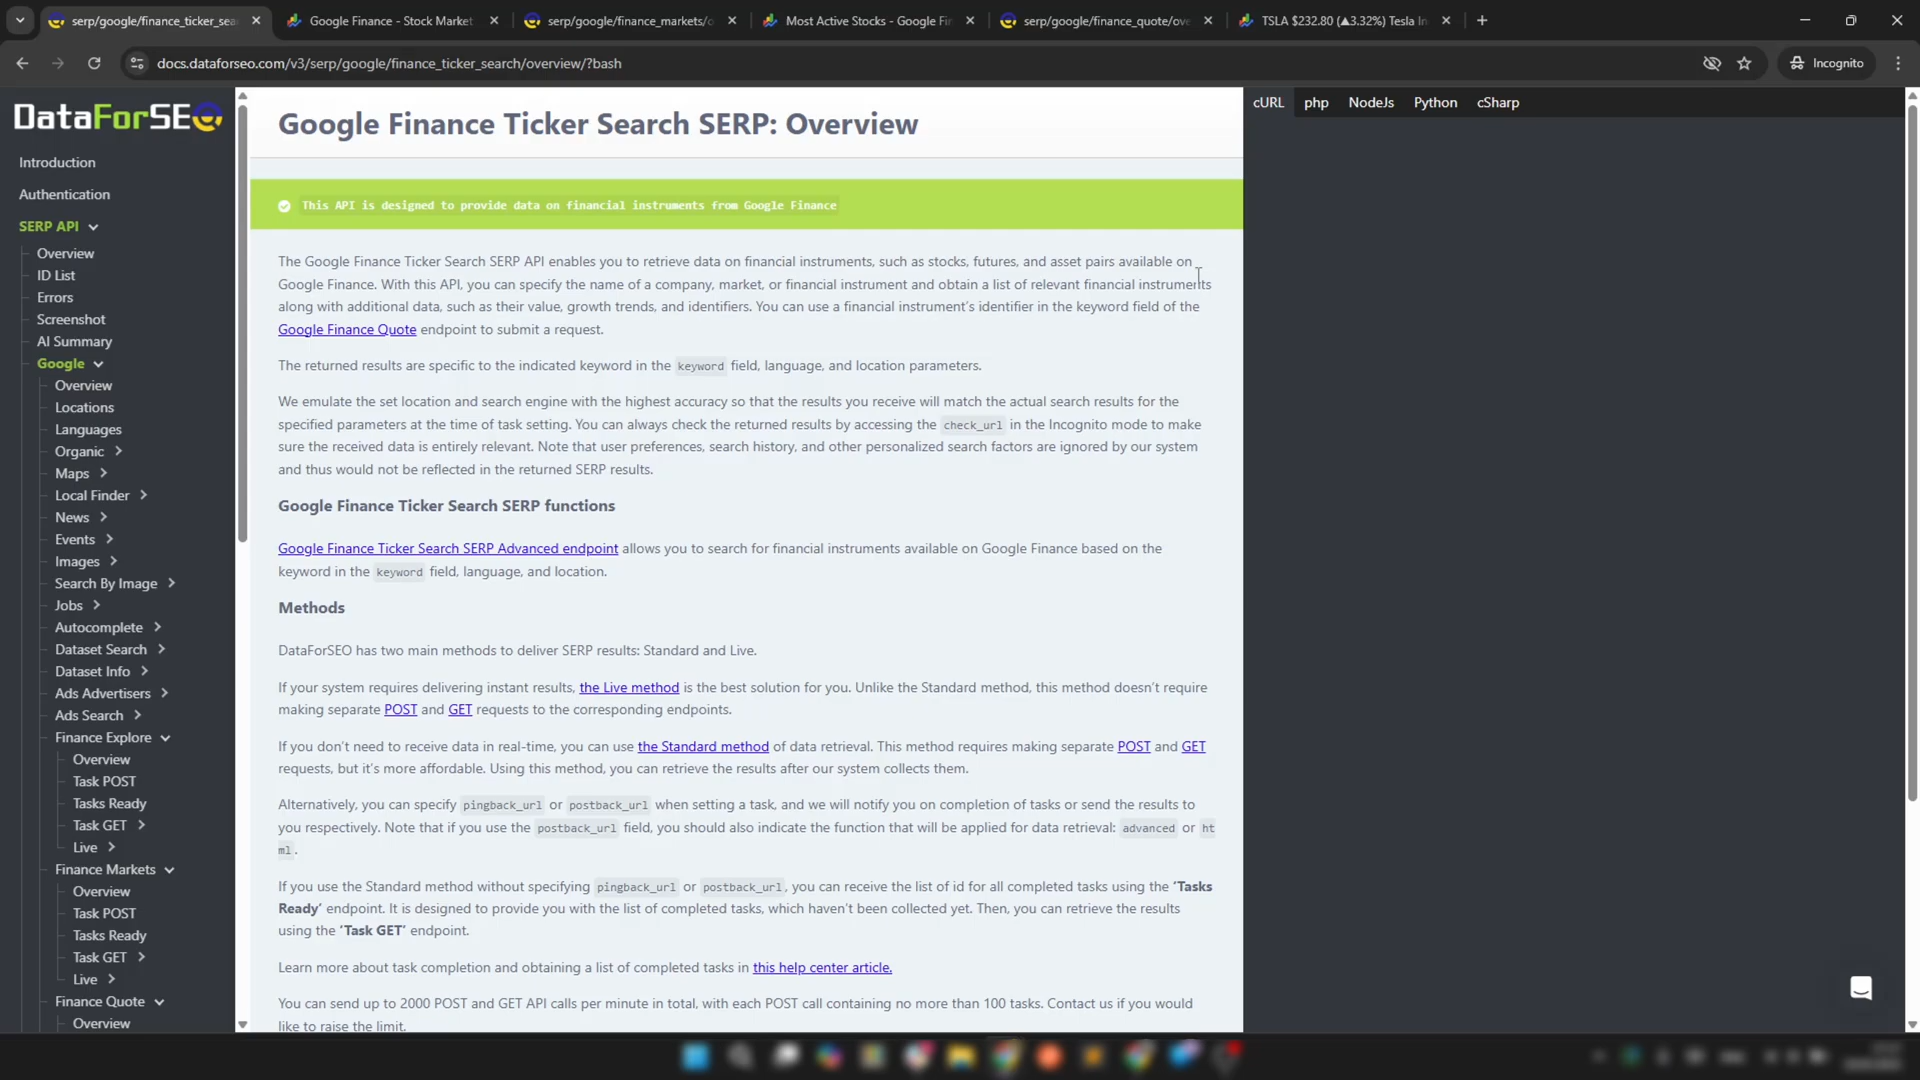 serp/google/finance_ticker_sea
Google Finance - Stock Market
serp/google/finance_markets/o
Most Active Stocks - Google Fi
serp/google/finance_quote/ove
TSLA $232.80 (▲3.32%) Tesla In
docs.dataforseo.com/v3/serp/google/finance_ticker_search/overview/?bash
Incognito
DataForSEO
Introduction
Authentication
SERP API
Overview
ID List
Errors
Screenshot
AI Summary
Google
Overview
Locations
Languages
Organic
Maps
Local Finder
News
Events
Images
Search By Image
Jobs
Autocomplete
Dataset Search
Dataset Info
Ads Advertisers
Ads Search
Finance Explore
Overview
Task POST
Tasks Ready
Task GET
Live
Finance Markets
Overview
Task POST
Tasks Ready
Task GET
Live
Finance Quote
Overview
Google Finance Ticker Search SERP: Overview
This API is designed to provide data on financial instruments from Google Finance
The Google Finance Ticker Search SERP API enables you to retrieve data on financial instruments, such as stocks, futures, and asset pairs available on
Google Finance. With this API, you can specify the name of a company, market, or financial instrument and obtain a list of relevant financial instruments
along with additional data, such as their value, growth trends, and identifiers. You can use a financial instrument's identifier in the keyword field of the
Google Finance Quote endpoint to submit a request.
The returned results are specific to the indicated keyword in the keyword field, language, and location parameters.
We emulate the set location and search engine with the highest accuracy so that the results you receive will match the actual search results for the
specified parameters at the time of task setting. You can always check the returned results by accessing the check_url in the Incognito mode to make
sure the received data is entirely relevant. Note that user preferences, search history, and other personalized search factors are ignored by our system
and thus would not be reflected in the returned SERP results.
Google Finance Ticker Search SERP functions
Google Finance Ticker Search SERP Advanced endpoint allows you to search for financial instruments available on Google Finance based on the
keyword in the keyword field, language, and location.
Methods
DataForSEO has two main methods to deliver SERP results: Standard and Live.
If your system requires delivering instant results, the Live method is the best solution for you. Unlike the Standard method, this method doesn't require
making separate POST and GET requests to the corresponding endpoints.
If you don't need to receive data in real-time, you can use the Standard method of data retrieval. This method requires making separate POST and GET
requests, but it's more affordable. Using this method, you can retrieve the results after our system collects them.
Alternatively, you can specify pingback_url or postback_url when setting a task, and we will notify you on completion of tasks or send the results to
you respectively. Note that if you use the postback_url field, you should also indicate the function that will be applied for data retrieval: advanced or ht
ml.
If you use the Standard method without specifying pingback_url or postback_url, you can receive the list of id for all completed tasks using the 'Tasks
Ready' endpoint. It is designed to provide you with the list of completed tasks, which haven't been collected yet. Then, you can retrieve the results
using the 'Task GET' endpoint.
Learn more about task completion and obtaining a list of completed tasks in this help center article.
You can send up to 2000 POST and GET API calls per minute in total, with each POST call containing no more than 100 tasks. Contact us if you would
like to raise the limit.
cURL php NodeJs Python cSharp